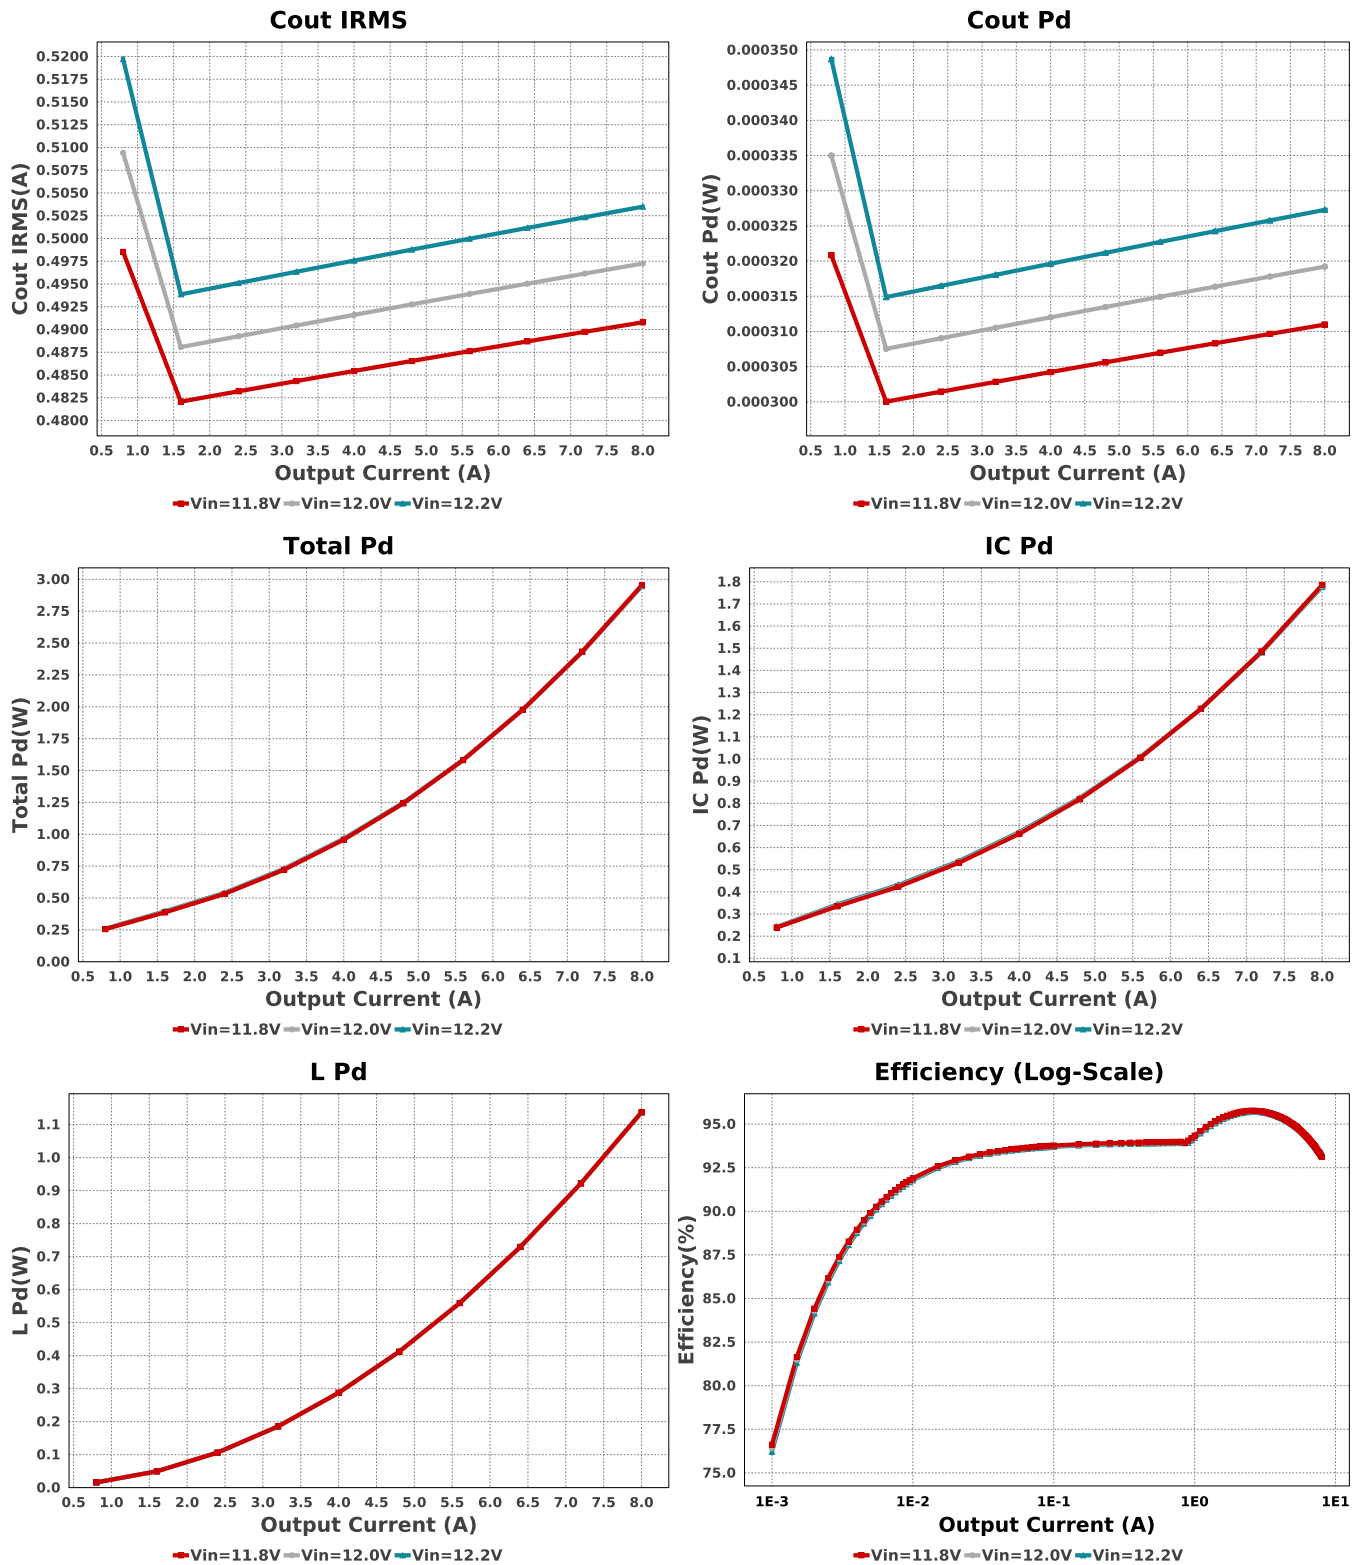 Cout IRMS
0.5200
0.5175
0.5150
0.5125
0.5100
0.5075
0.5050
0.5025
0.5000
0.4975
0.4950
0.4925
0.4900
0.4875
0.4850
0.4825
0.4800
Cout IRMS(A)
0.5 1.0 1.5 2.0 2.5 3.0 3.5 4.0 4.5 5.0 5.5 6.0 6.5 7.0 7.5 8.0
Output Current (A)
Vin=11.8V Vin=12.0V Vin=12.2V
Cout Pd
0.000350
0.000345
0.000340
0.000335
0.000330
0.000325
0.000320
0.000315
0.000310
0.000305
0.000300
Cout Pd(W)
0.5 1.0 1.5 2.0 2.5 3.0 3.5 4.0 4.5 5.0 5.5 6.0 6.5 7.0 7.5 8.0
Output Current (A)
Vin=11.8V Vin=12.0V Vin=12.2V
Total Pd
3.00
2.75
2.50
2.25
2.00
1.75
1.50
1.25
1.00
0.75
0.50
0.25
0.00
Total Pd(W)
0.5 1.0 1.5 2.0 2.5 3.0 3.5 4.0 4.5 5.0 5.5 6.0 6.5 7.0 7.5 8.0
Output Current (A)
Vin=11.8V Vin=12.0V Vin=12.2V
IC Pd
1.8
1.7
1.6
1.5
1.4
1.3
1.2
1.1
1.0
0.9
0.8
0.7
0.6
0.5
0.4
0.3
0.2
0.1
IC Pd(W)
0.5 1.0 1.5 2.0 2.5 3.0 3.5 4.0 4.5 5.0 5.5 6.0 6.5 7.0 7.5 8.0
Output Current (A)
Vin=11.8V Vin=12.0V Vin=12.2V
L Pd
1.1
1.0
0.9
0.8
0.7
0.6
0.5
0.4
0.3
0.2
0.1
0.0
L Pd(W)
0.5 1.0 1.5 2.0 2.5 3.0 3.5 4.0 4.5 5.0 5.5 6.0 6.5 7.0 7.5 8.0
Output Current (A)
Vin=11.8V Vin=12.0V Vin=12.2V
Efficiency (Log-Scale)
95.0
92.5
90.0
87.5
85.0
82.5
80.0
77.5
75.0
Efficiency(%)
1E-3 1E-2 1E-1 1E0 1E1
Output Current (A)
Vin=11.8V Vin=12.0V Vin=12.2V